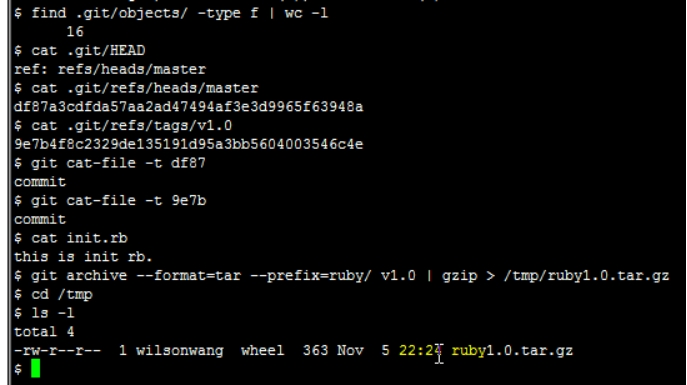 $ find .git/objects/ -type f | wc -l
16
$ cat .git/HEAD
ref: refs/heads/master
$ cat .git/refs/heads/master
df87a3cdfda57aa2ad47494af3e3d9965f63948a
$ cat .git/refs/tags/v1.0
9e7b4f8c2329de135191d95a3bb5604003546c4e
$ git cat-file -t df87
commit
$ git cat-file -t 9e7b
commit
$ cat init.rb
this is init rb.
$ git archive --format=tar --prefix=ruby/ v1.0 | gzip > /tmp/ruby1.0.tar.gz
$ cd /tmp
$ ls -l
total 4
-rw-r--r-- 1 wilsonwang wheel 363 Nov 5 22:24 ruby1.0.tar.gz
$